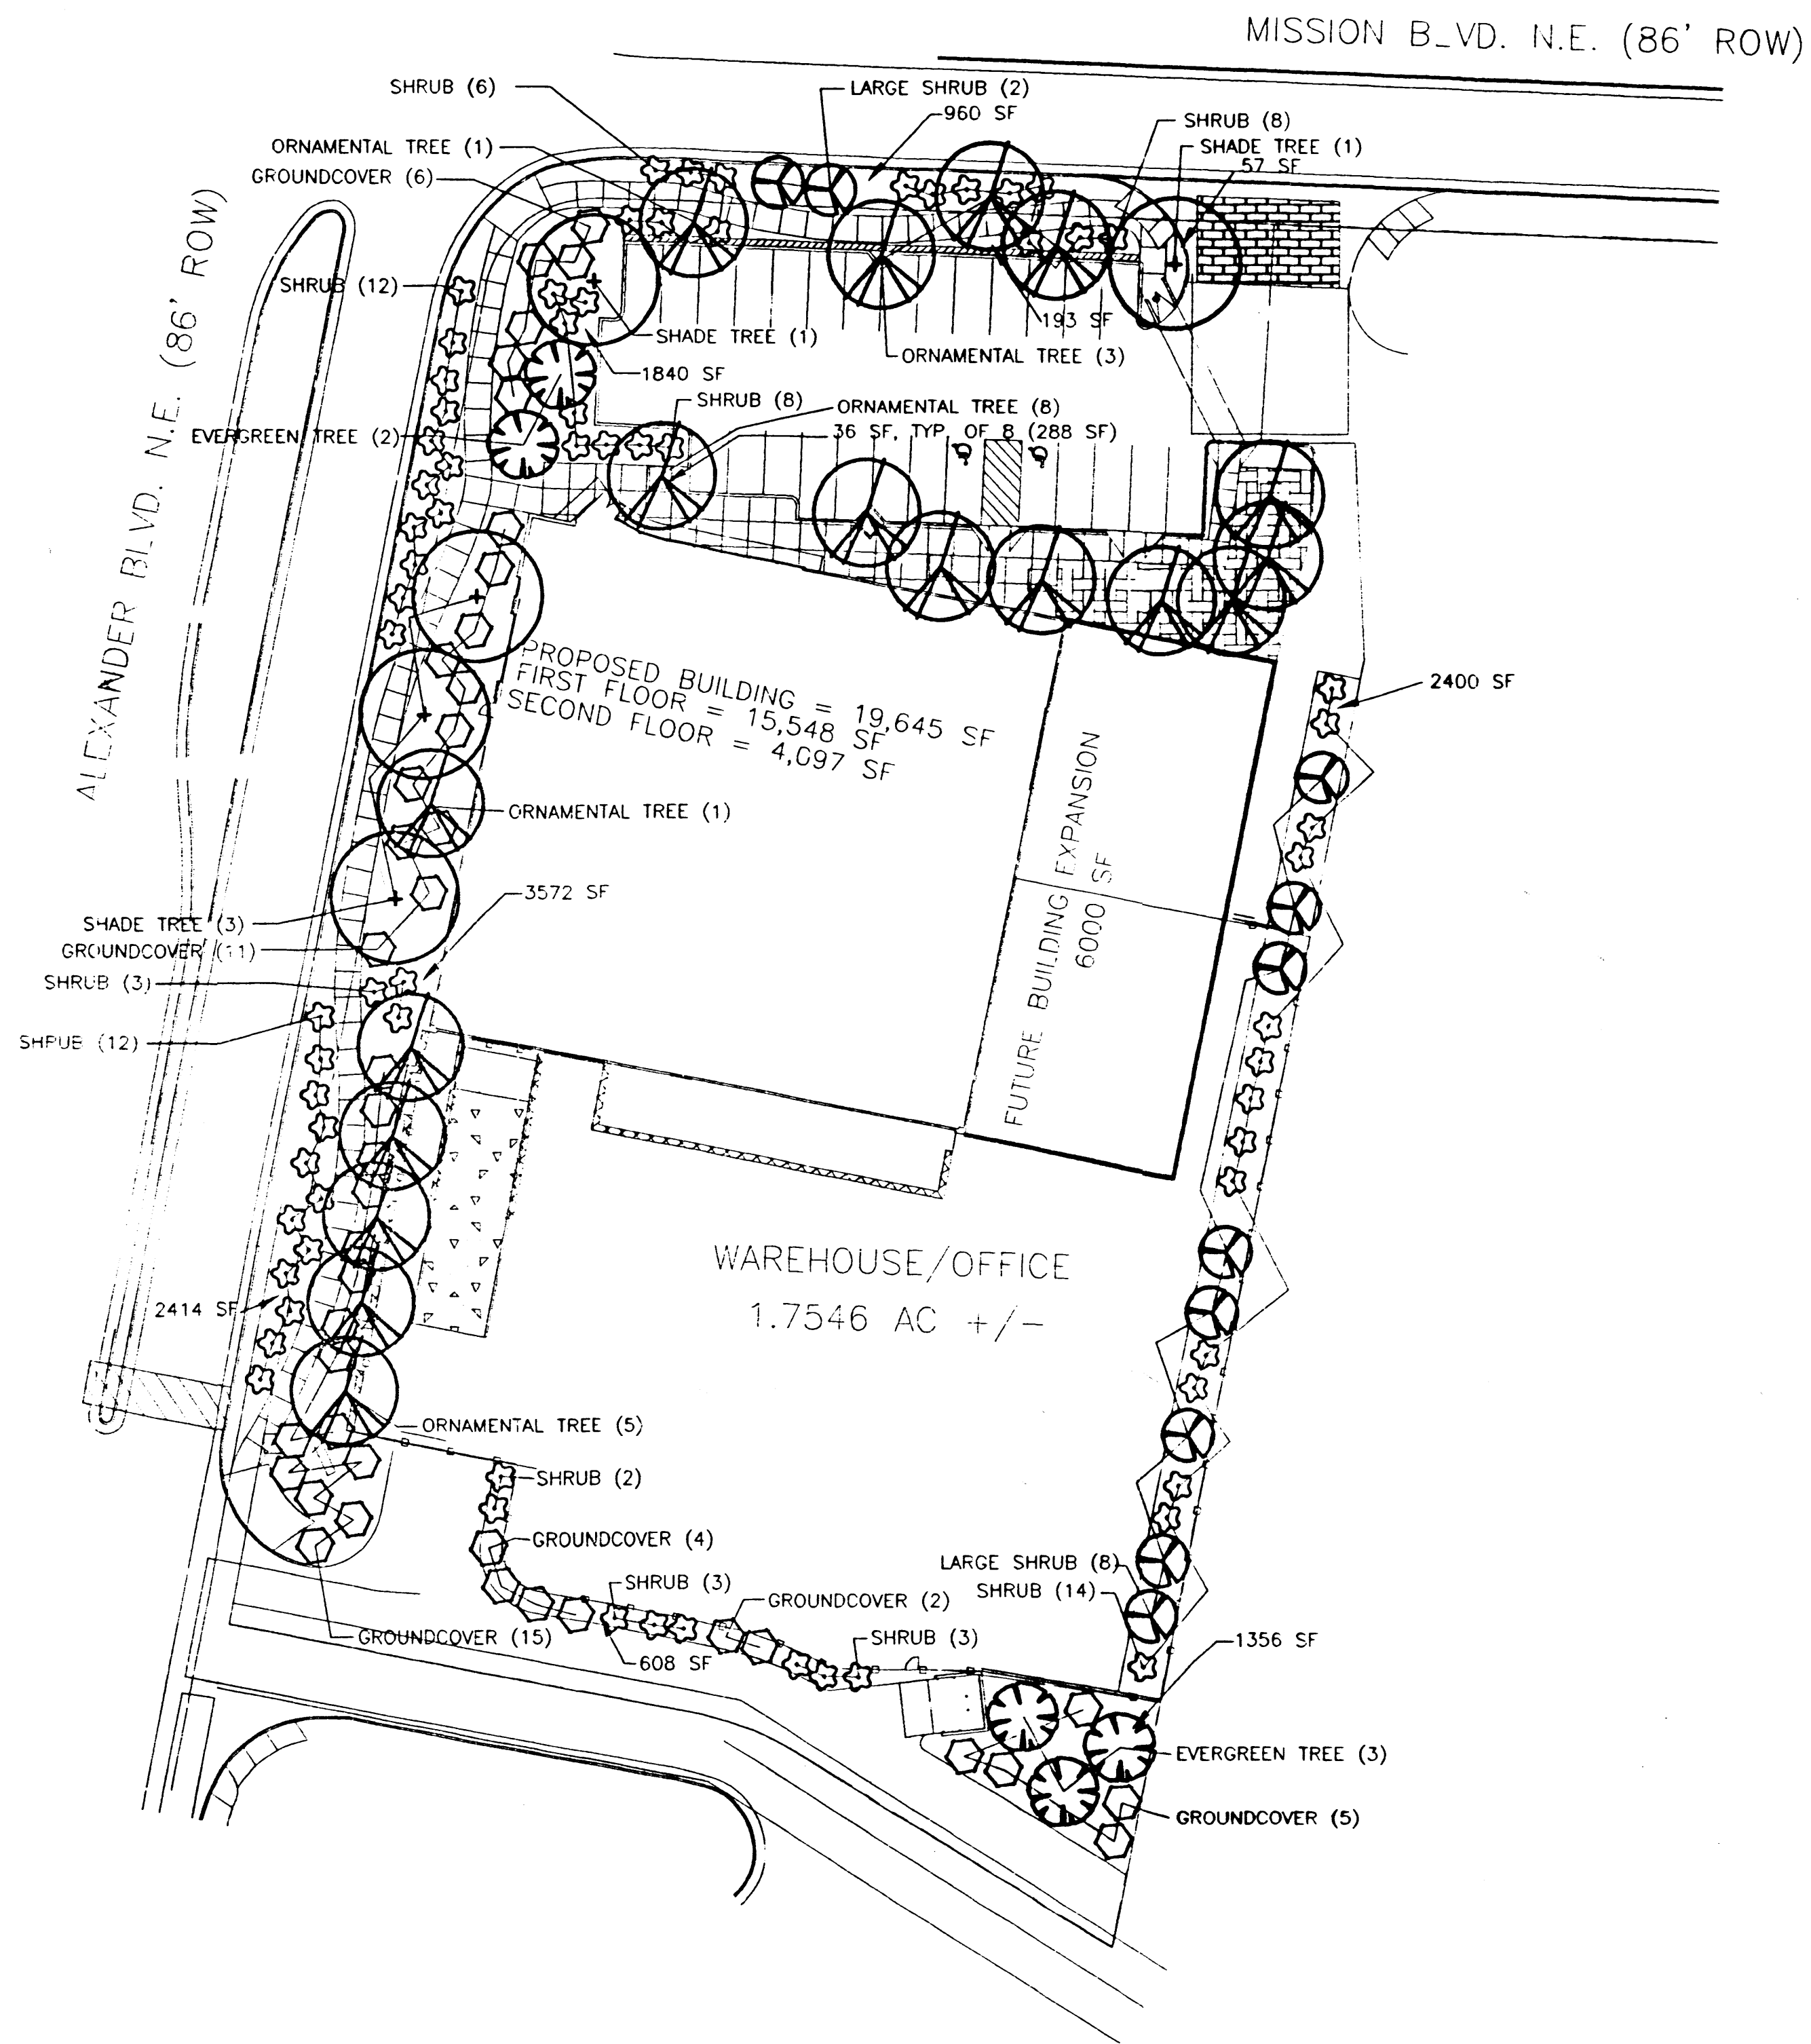 MISSION B_VD. N.E. (86' ROW)
SHRUB (6)
LARGE SHRUB (2)
960 SF
SHRUB (8)
ORNAMENTAL TREE (1)
SHADE TREE (1)
57 SF
GROUNDCOVER (6)
ALEXANDER BLVD. N.E. (86' ROW)
SHRUB (12)
193 SF
SHADE TREE (1)
ORNAMENTAL TREE (3)
1840 SF
SHRUB (8)
ORNAMENTAL TREE (8)
36 SF, TYP. OF 8 (288 SF)
EVERGREEN TREE (2)
PROPOSED BUILDING = 19,645 SF
FIRST FLOOR = 15,548 SF
SECOND FLOOR = 4,097 SF
2400 SF
FUTURE BUILDING EXPANSION
6000 SF
ORNAMENTAL TREE (1)
3572 SF
SHADE TREE (3)
GROUNDCOVER (11)
SHRUB (3)
SHRUB (12)
WAREHOUSE/OFFICE
1.7546 AC +/-
2414 SF
ORNAMENTAL TREE (5)
SHRUB (2)
GROUNDCOVER (4)
LARGE SHRUB (8)
SHRUB (14)
SHRUB (3)
GROUNDCOVER (2)
GROUNDCOVER (15)
608 SF
SHRUB (3)
1356 SF
EVERGREEN TREE (3)
GROUNDCOVER (5)